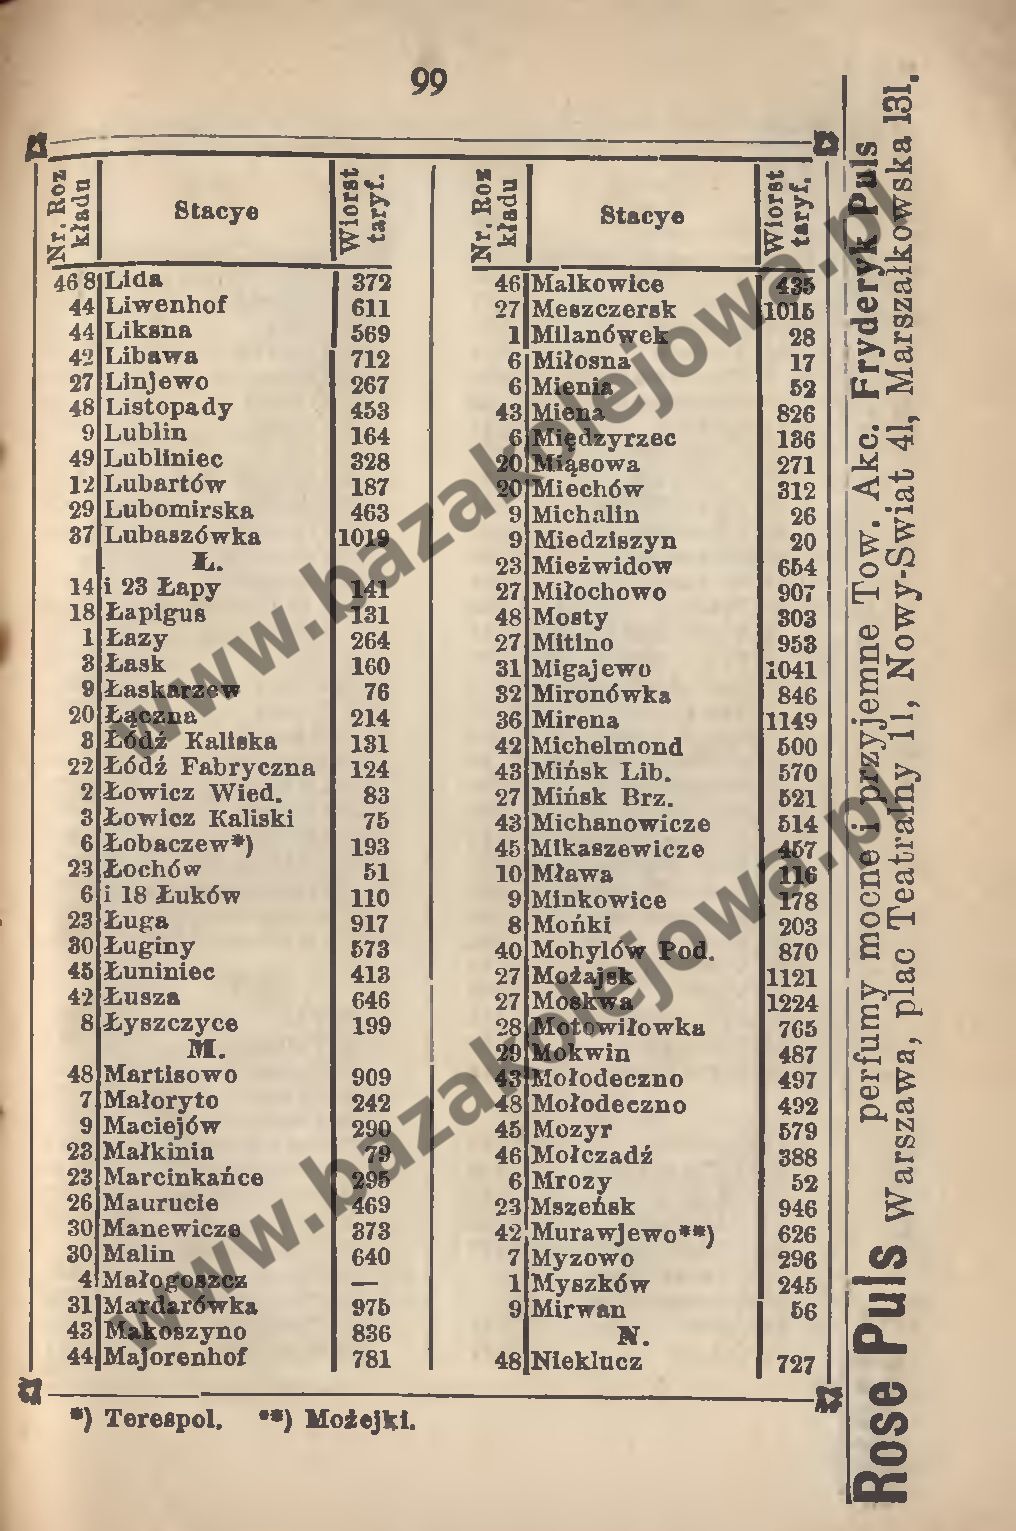 99
Nr. Roz
kładu
Stacye
Wiorst
taryf.
46 8 Lida 372
44 Liwenhof 611
44 Liksna 569
42 Libawa 712
27 Linjewo 267
48 Listopady 453
9 Lublin 164
49 Lubliniec 328
12 Lubartów 187
29 Lubomirska 463
37 Lubaszówka 1019
Ł.
14 i 23 Łapy 141
18 Łapigus 131
1 Łazy 264
3 Łask 160
9 Łaskarzew 76
20 Łączna 214
3 Łódź Kaliska 131
22 Łódź Fabryczna 124
2 Łowicz Wied. 83
3 Łowicz Kaliski 75
6 Łobaczew*) 193
23 Łochów 51
6 i 18 Łuków 110
23 Ługa 917
30 Ługiny 573
45 Łuniniec 413
42 Łusza 646
8 Łyszczyce 199
M.
48 Martisowo 909
7 Małoryto 242
9 Maciejów 290
23 Małkinia 79
23 Marcinkańce 295
26 Maurucie 469
30 Maniewicze 373
30 Malin 640
4 Małogoszcz —
31 Mardarówka 975
43 Makoszyno 836
44 Majorenhof 781
Nr. Roz
kładu
Stacye
Wiorst
taryf.
46 Malkowice 435
27 Meszczersk 1015
1 Milanówek 28
6 Miłosna 17
6 Mienia 52
43 Miena 826
6 Międzyrzec 136
20 Miąsowa 271
20 Miechów 312
9 Michalin 26
9 Miedziszyn 20
23 Mieżwidow 654
27 Miłochowo 907
48 Mosty 303
27 Mitino 953
31 Migajewo 1041
32 Mironówka 846
36 Mirena 1149
42 Michelmond 500
43 Mińsk Lib. 570
27 Mińsk Brz. 521
43 Michanowicze 514
45 Mikaszewicze 457
10 Mława 116
9 Minkowice 178
8 Mońki 203
40 Mohylów Pod. 870
27 Możajsk 1121
27 Moskwa 1224
28 Motowiłowka 765
29 Mokwin 487
43 Mołodeczno 497
48 Mołodeczno 492
45 Mozyr 579
46 Mołczadź 388
6 Mrozy 52
23 Mszeńsk 946
42 Murawjewo**) 626
7 Myzowo 296
1 Myszków 245
9 Mirwan 56
N.
48 Nieklucz 727
*) Terespol. **) Możejki.
Rose Puls perfumy mocne i przyjemne Tow. Akc. Fryderyk Puls
Warszawa, plac Teatralny 11, Nowy-Swiat 41, Marszałkowska 131.
www.bazakolejowa.pl
www.bazakolejowa.pl